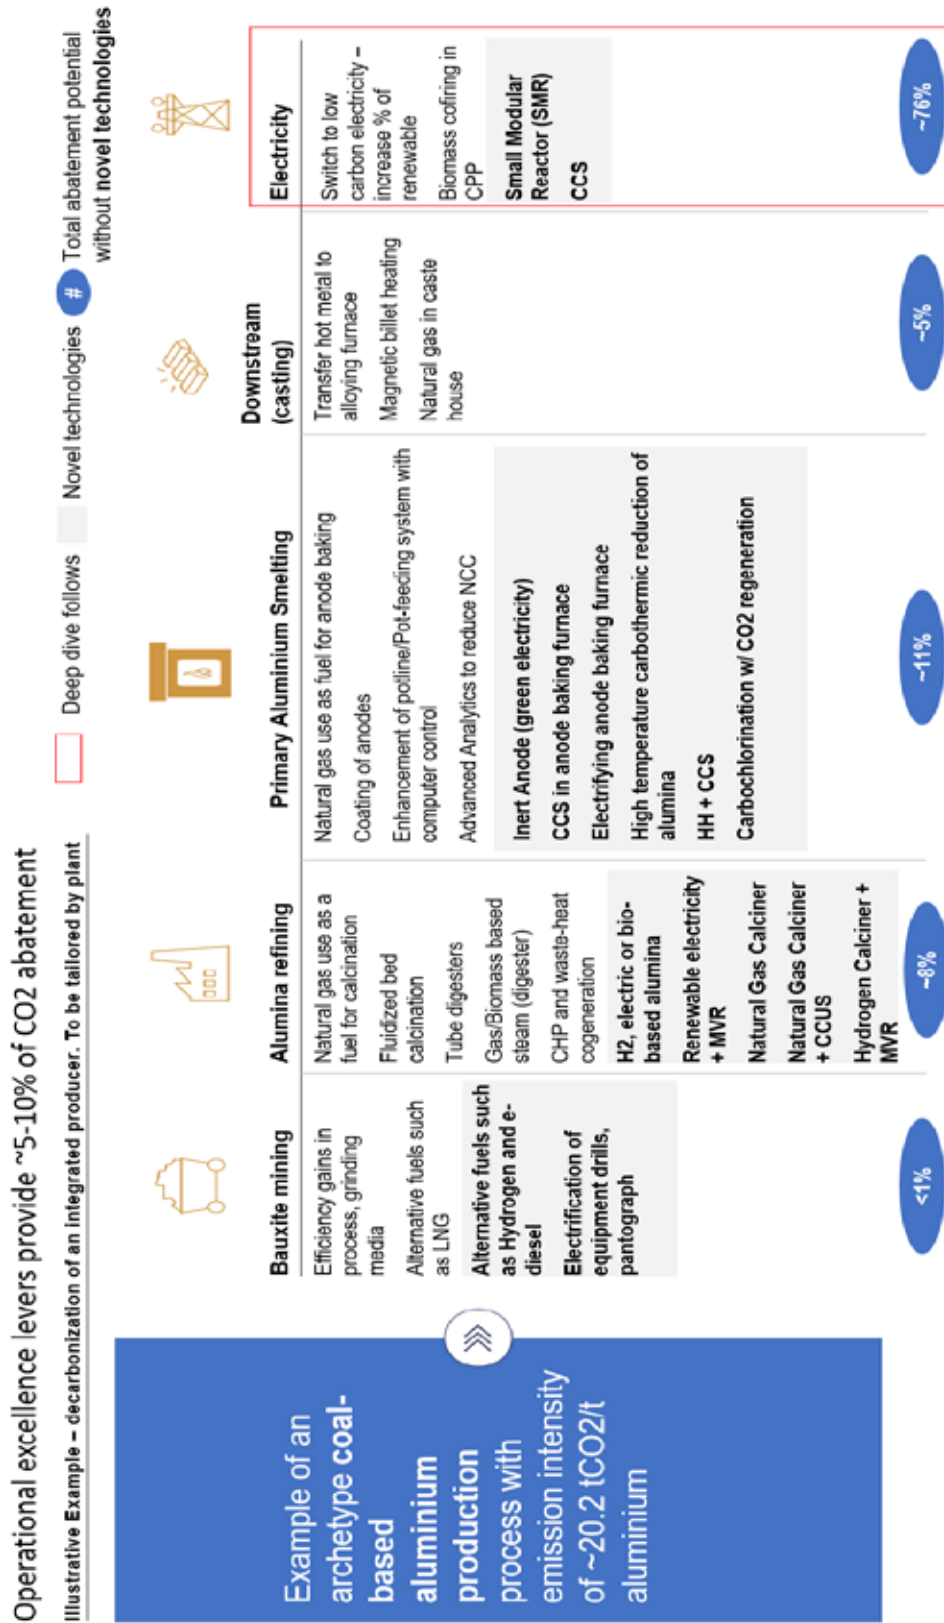 Operational excellence levers provide ~5-10% of CO2 abatement
Illustrative Example – decarbonization of an integrated producer. To be tailored by plant
Deep dive follows
Novel technologies
# Total abatement potential
without novel technologies
Example of an
archetype coal-
based
aluminium
production
process with
emission intensity
of ~20.2 tCO2/t
aluminium
Bauxite mining
Efficiency gains in
process, grinding
media
Alternative fuels such
as LNG
Alternative fuels such
as Hydrogen and e-
diesel
Electrification of
equipment drills,
pantograph
<1%
Alumina refining
Natural gas use as a
fuel for calcination
Fluidized bed
calcination
Tube digesters
Gas/Biomass based
steam (digester)
CHP and waste-heat
cogeneration
H2, electric or bio-
based alumina
Renewable electricity
+ MVR
Natural Gas Calciner
Natural Gas Calciner
+ CCUS
Hydrogen Calciner +
MVR
~8%
Primary Aluminium Smelting
Natural gas use as fuel for anode baking
Coating of anodes
Enhancement of potline/Pot-feeding system with
computer control
Advanced Analytics to reduce NCC
Inert Anode (green electricity)
CCS in anode baking furnace
Electrifying anode baking furnace
High temperature carbothermic reduction of
alumina
HH + CCS
Carbochlorination w/ CO2 regeneration
~11%
Downstream
(casting)
Transfer hot metal to
alloying furnace
Magnetic billet heating
Natural gas in caste
house
~5%
Electricity
Switch to low
carbon electricity –
increase % of
renewable
Biomass cofiring in
CPP
Small Modular
Reactor (SMR)
CCS
~76%